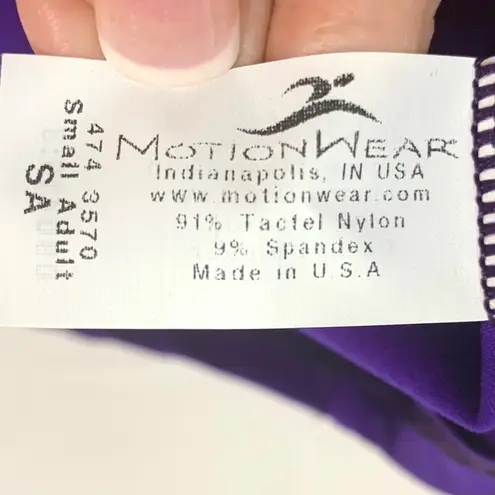 MOTIONWEAR
Indianapolis, IN USA
www.motionwear.com
91% Tactel Nylon
9% Spandex
Made in U.S.A
474 3570
Small Adult
SA